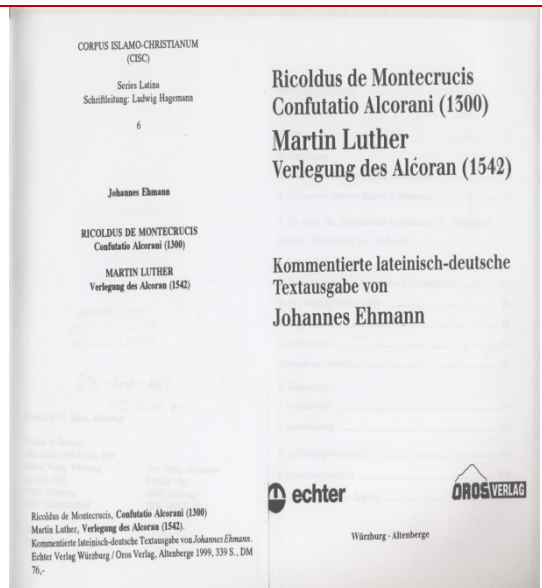 CORPUS ISLAMO-CHRISTIANUM
(CISC)
Series Latina
Schriftleitung: Ludwig Hagemann
6
Johannes Ehmann
RICOLDUS DE MONTECRUCIS
Confutatio Alcorani (1300)
MARTIN LUTHER
Verlegung des Alcoran (1542)
Ricoldus de Montecrucis, Confutatio Alcorani (1300)
Martin Luther, Verlegung des Alcoran (1542).
Kommentierte lateinisch-deutsche Textausgabe von Johannes Ehmann.
Echter Verlag Würzburg / Oros Verlag, Altenberge 1999, 339 S., DM
76,-
Ricoldus de Montecrucis
Confutatio Alcorani (1300)
Martin Luther
Verlegung des Alcoran (1542)
Kommentierte lateinisch-deutsche
Textausgabe von
Johannes Ehmann
echter
OROS VERLAG
Würzburg · Altenberge